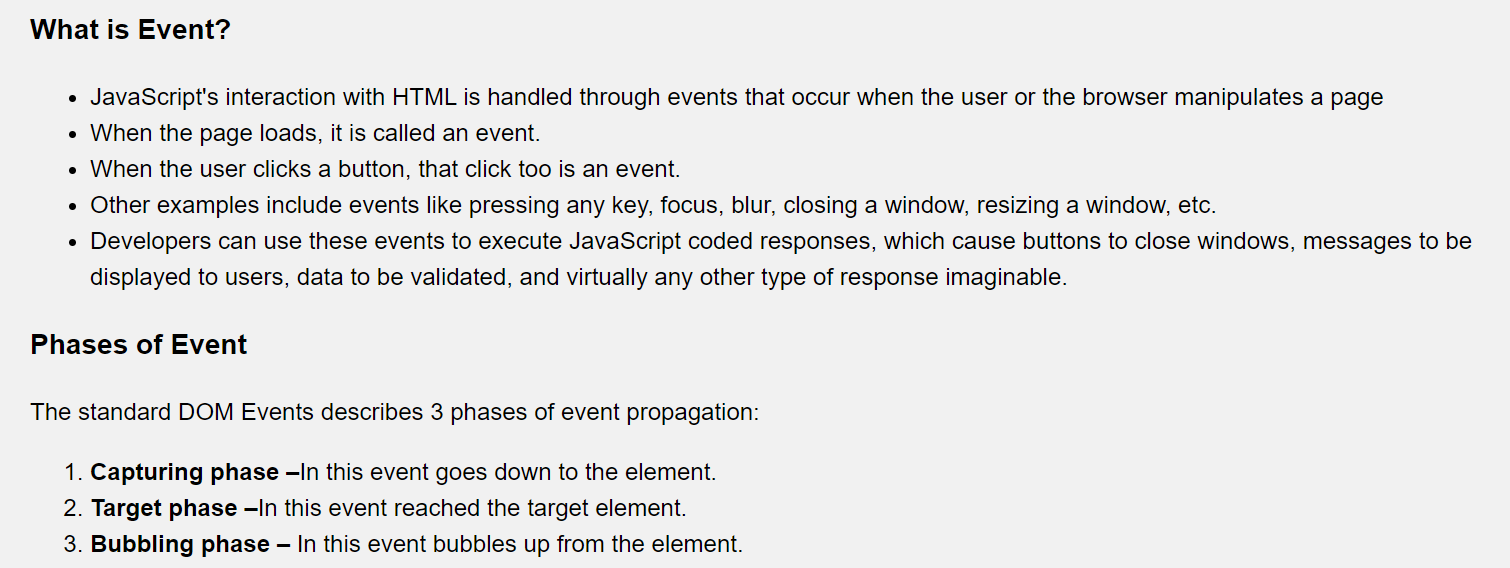 What is Event?
• JavaScript's interaction with HTML is handled through events that occur when the user or the browser manipulates a page
• When the page loads, it is called an event.
• When the user clicks a button, that click too is an event.
• Other examples include events like pressing any key, focus, blur, closing a window, resizing a window, etc.
• Developers can use these events to execute JavaScript coded responses, which cause buttons to close windows, messages to be
displayed to users, data to be validated, and virtually any other type of response imaginable.
Phases of Event
The standard DOM Events describes 3 phases of event propagation:
1. Capturing phase –In this event goes down to the element.
2. Target phase –In this event reached the target element.
3. Bubbling phase – In this event bubbles up from the element.